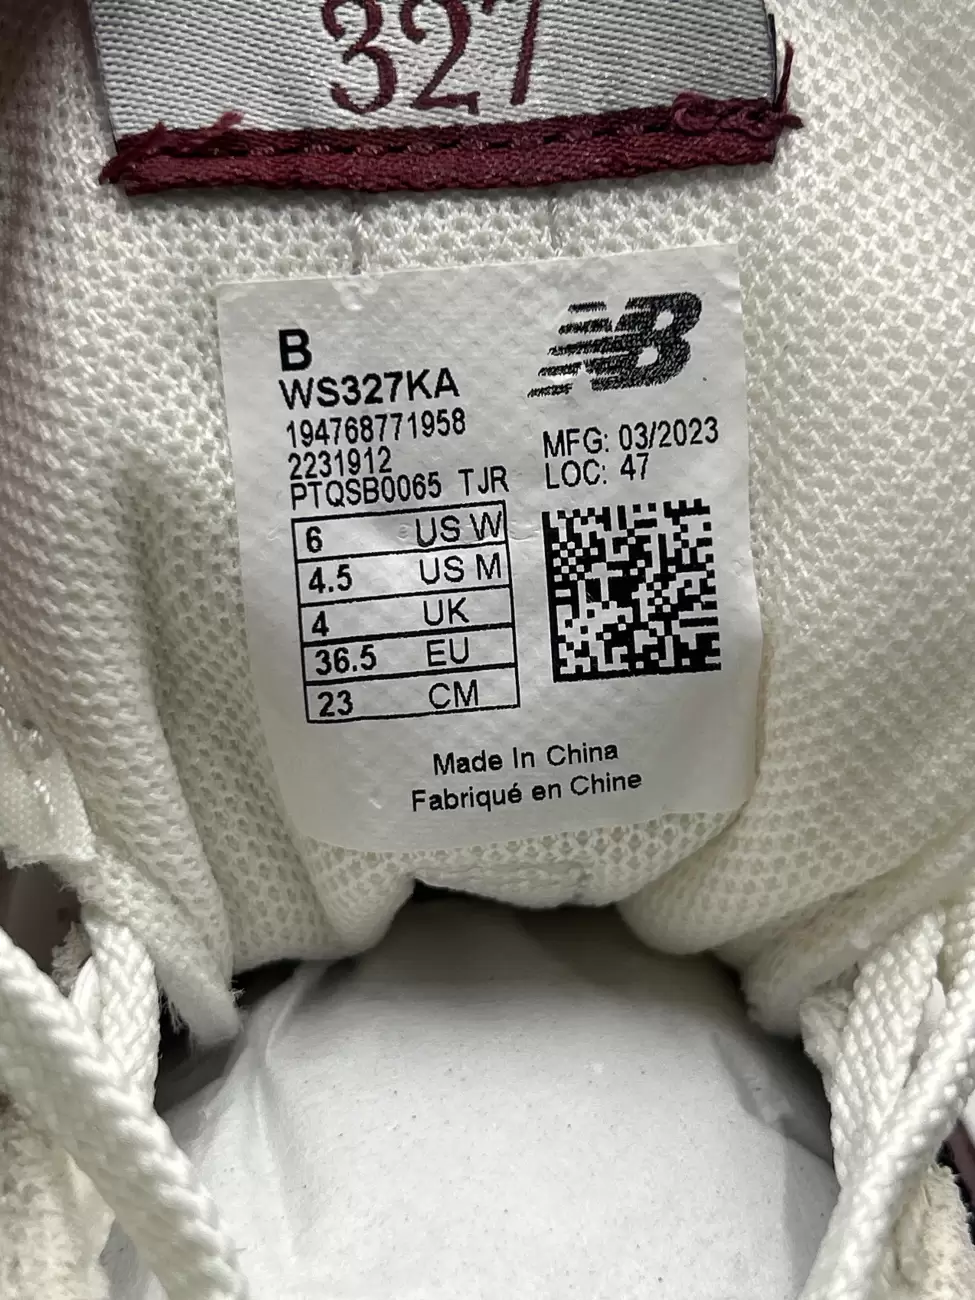 327
B
WS327KA
194768771958
2231912
PTQSB0065 TJR
NB
MFG: 03/2023
LOC: 47
6 US W
4.5 US M
4 UK
36.5 EU
23 CM
Made In China
Fabriqué en Chine